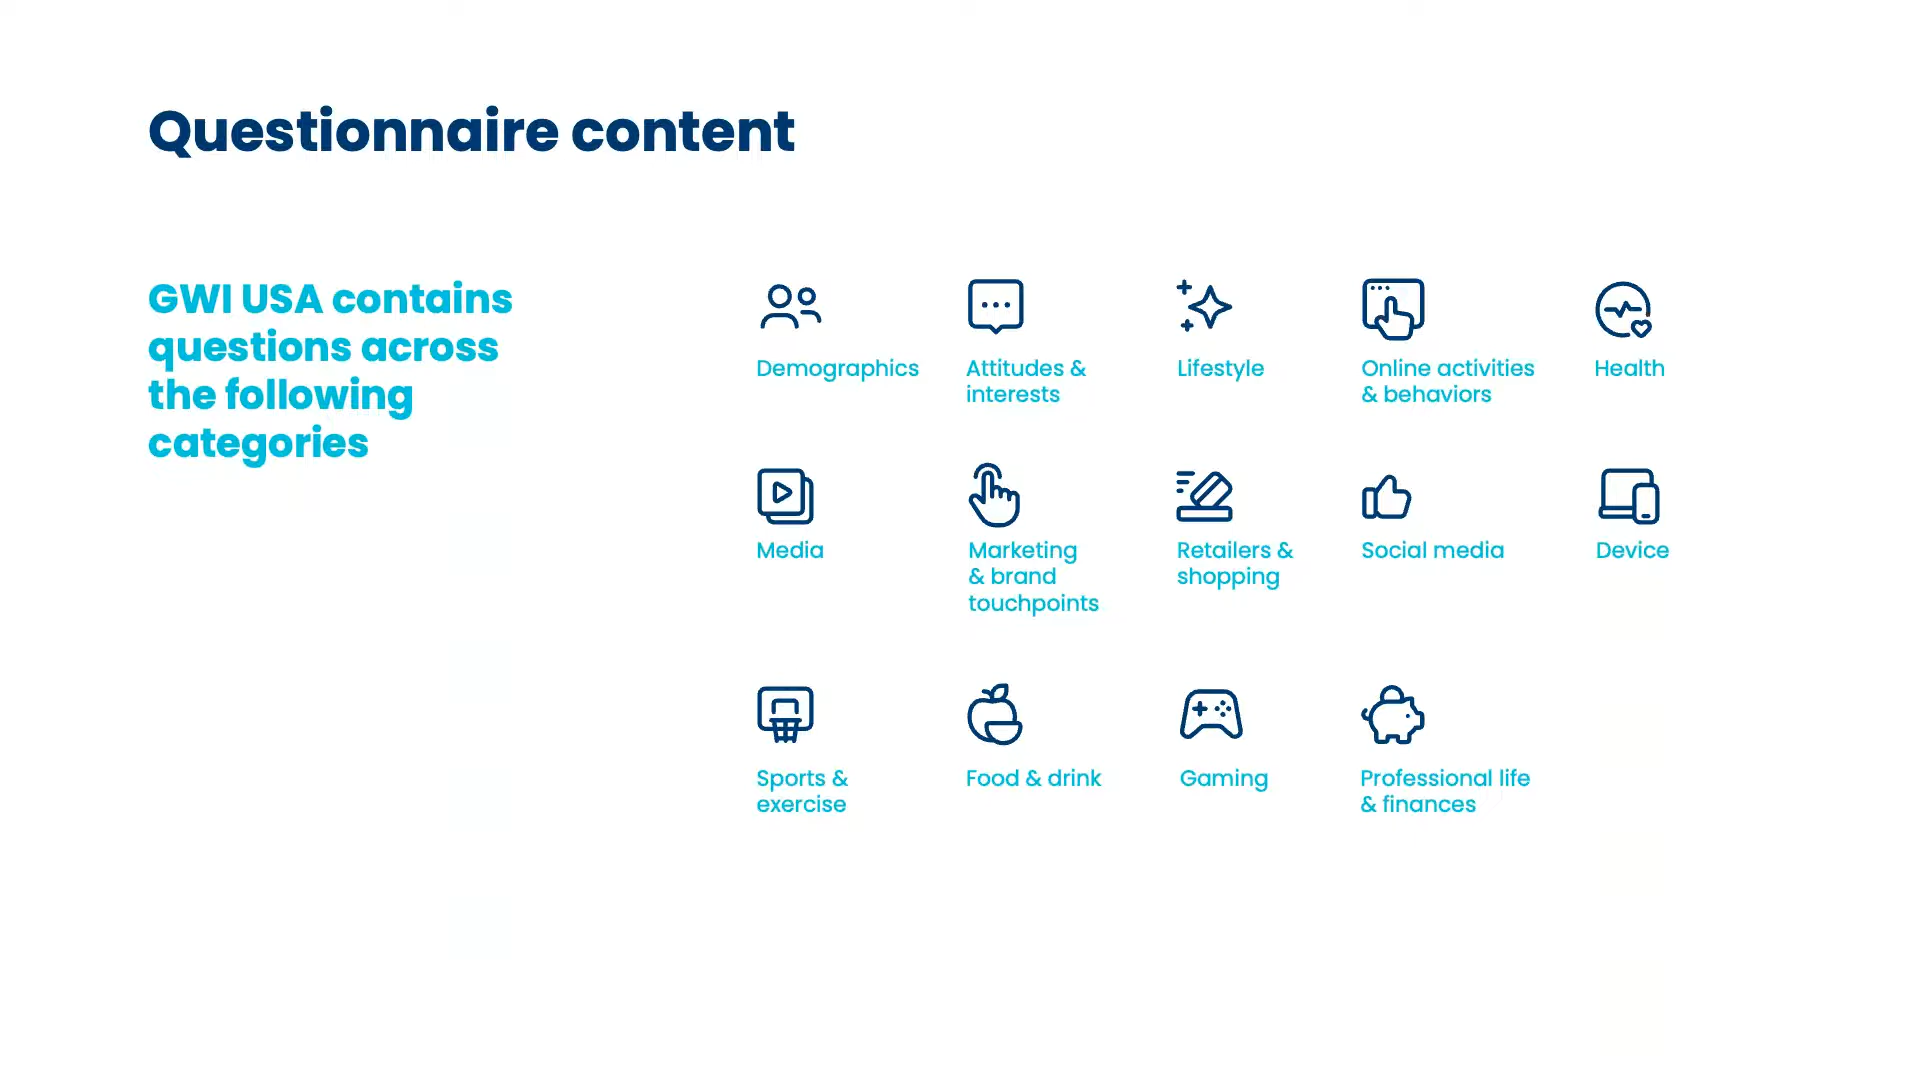 Questionnaire content
GWI USA contains
questions across
the following
categories
Demographics
Attitudes &
interests
Lifestyle
Online activities
& behaviors
Health
Media
Marketing
& brand
touchpoints
Retailers &
shopping
Social media
Device
Sports &
exercise
Food & drink
Gaming
Professional life
& finances